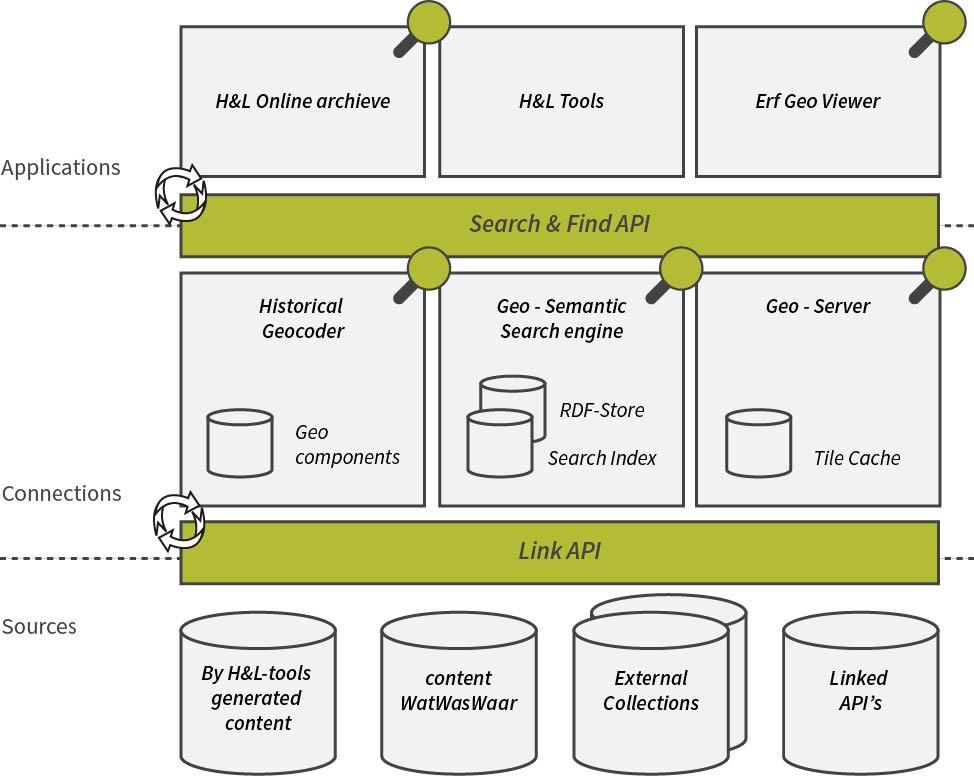 H&L Online archieve
H&L Tools
Erf Geo Viewer
Applications
Search & Find API
Historical
Geocoder
Geo - Semantic
Search engine
Geo - Server
Geo
components
RDF-Store
Search Index
Tile Cache
Connections
Link API
Sources
By H&L-tools
generated
content
content
WatWasWaar
External
Collections
Linked
API’s